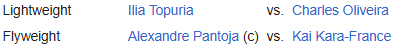 Lightweight Ilia Topuria vs. Charles Oliveira
Flyweight Alexandre Pantoja (c) vs. Kai Kara-France